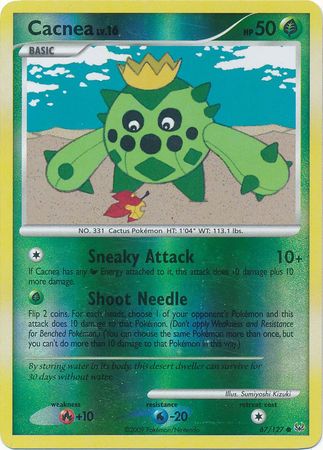 Cacnea LV.16 HP 50
BASIC
NO. 331 Cactus Pokémon HT: 1'04" WT: 113.1 lbs.
Sneaky Attack 10+
If Cacnea has any Energy attached to it, this attack does 10 damage plus 10
more damage.
Shoot Needle
Flip 2 coins. For each heads, choose 1 of your opponent's Pokémon and this
attack does 10 damage to that Pokémon. (Don't apply Weakness and Resistance
for Benched Pokémon.) (You can choose the same Pokémon more than once, but
you can't do more than 10 damage to that Pokémon in this way.)
By storing water in its body, this desert dweller can survive for
30 days without water.
Illus. Sumiyoshi Kizuki
weakness resistance retreat cost
+10 -20
©2009 Pokémon/Nintendo 67/127